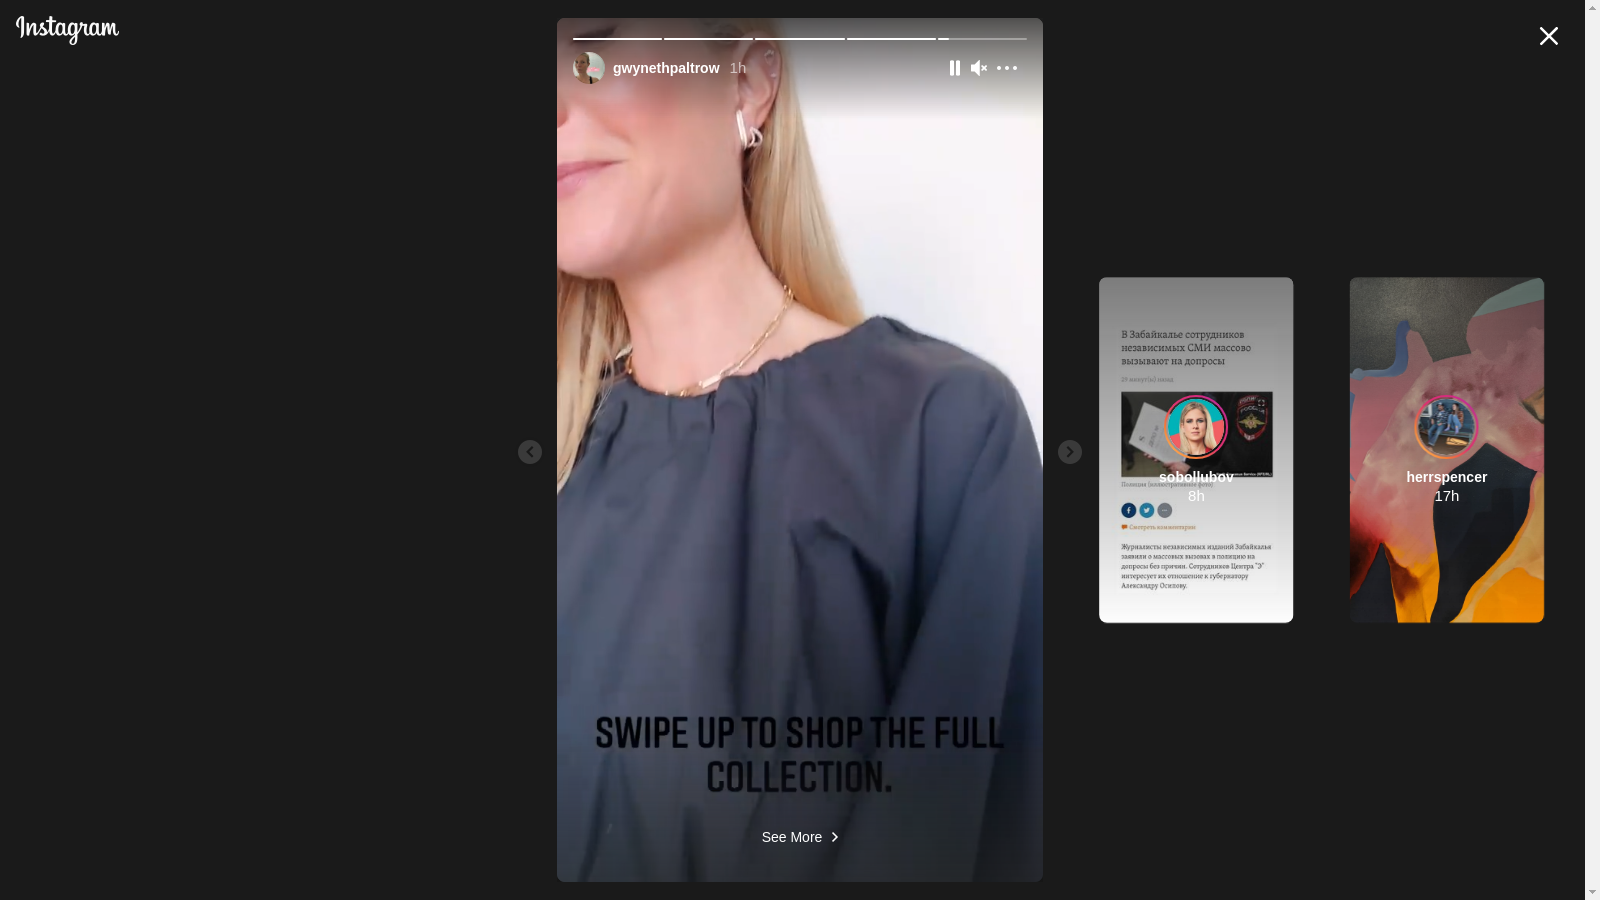 Instagram
gwynethpaltrow 1h
SWIPE UP TO SHOP THE FULL
COLLECTION.
See More
В Забайкалье сотрудников
независимых СМИ массово
вызывают на допросы
sobollubov
8h
Смотреть комментарии
Журналисты независимых изданий Забайкалья
заявили о массовых вызовах в полицию на
допросы без причин. Сотрудников Центра "Э"
интересует их отношение к губернатору
Александру Осипову.
herrspencer
17h